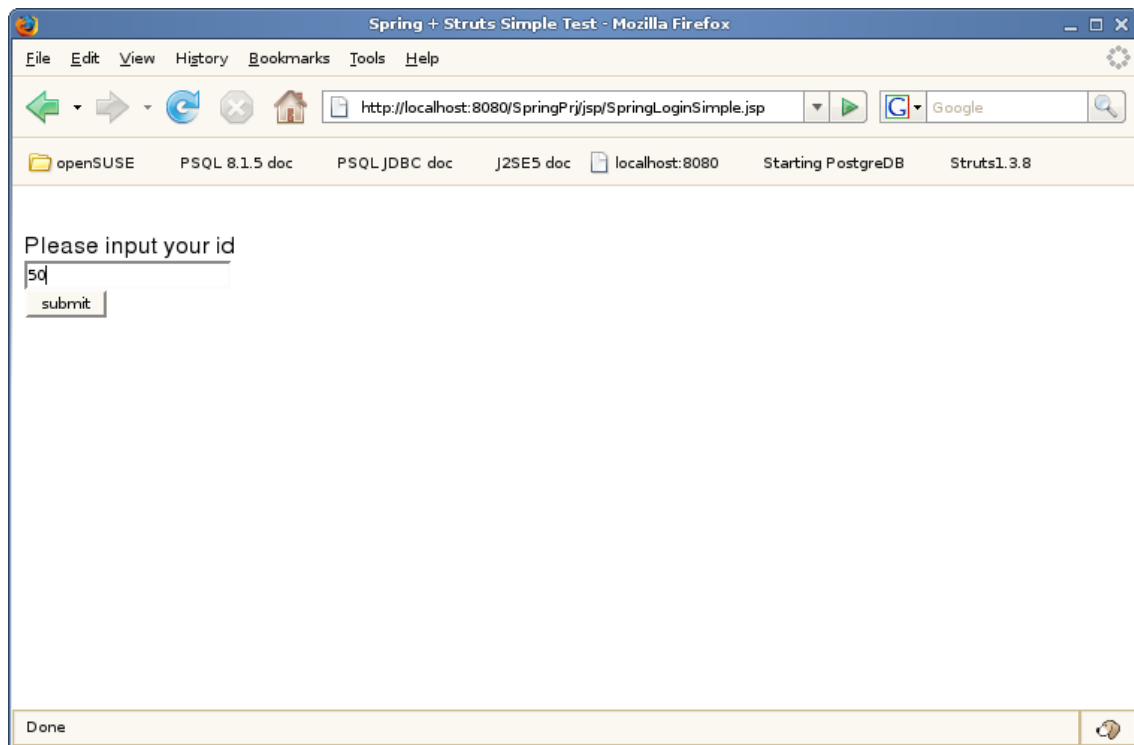 Spring + Struts Simple Test - Mozilla Firefox
File Edit View History Bookmarks Tools Help
http://localhost:8080/SpringPrj/jsp/SpringLoginSimple.jsp G Google
openSUSE PSQL 8.1.5 doc PSQL JDBC doc J2SE5 doc localhost:8080 Starting PostgreDB Struts1.3.8
Please input your id
50
submit
Done